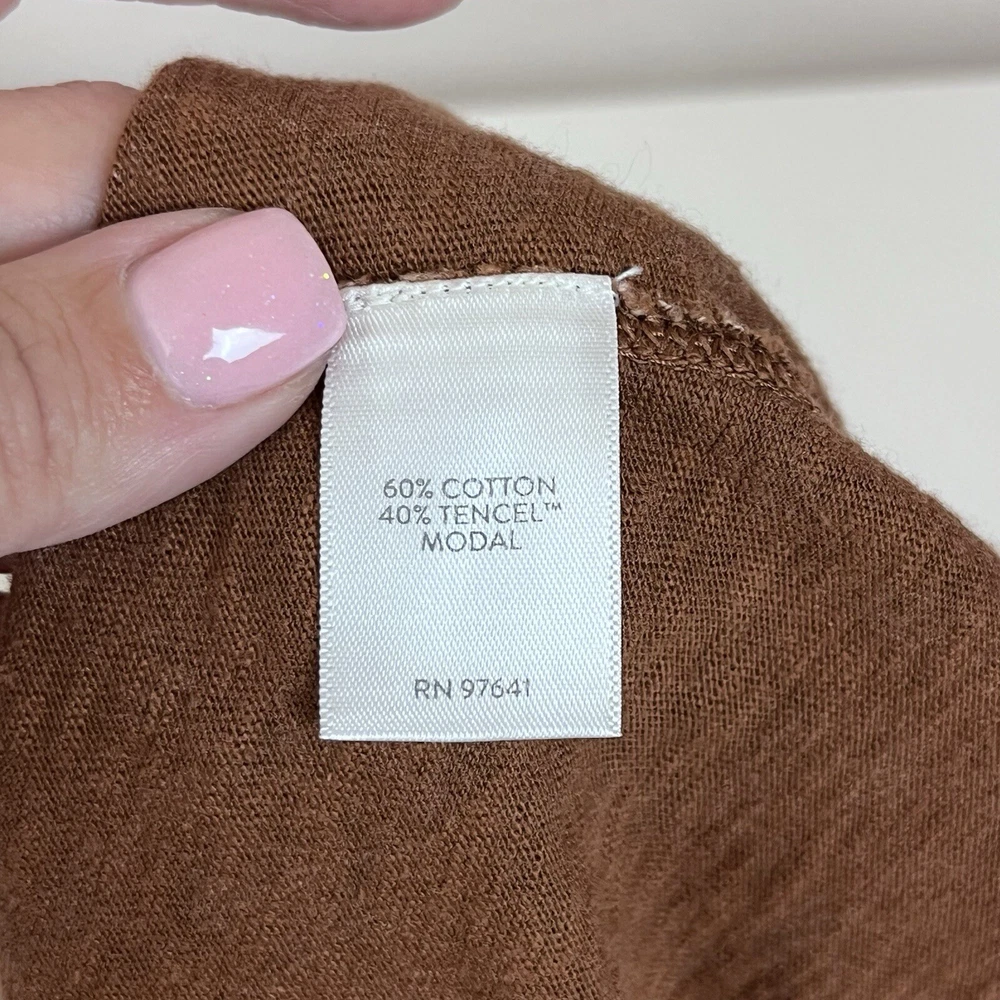 60% COTTON
40% TENCEL™
MODAL
RN 97641